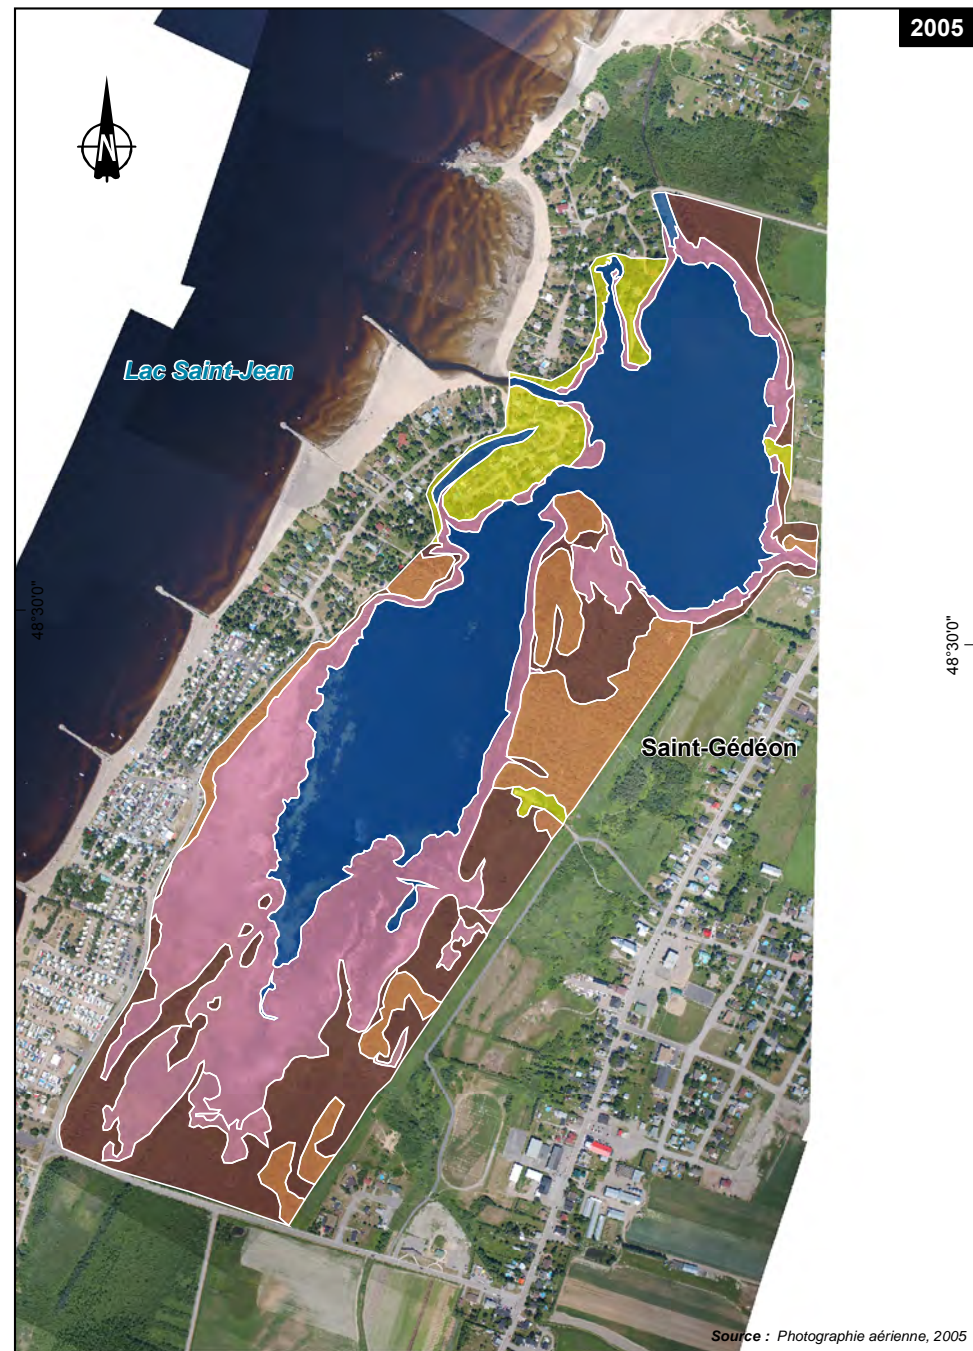 2005
N
Lac Saint-Jean
48°30'0"
48°30'0"
Saint-Gédéon
Source : Photographie aérienne, 2005